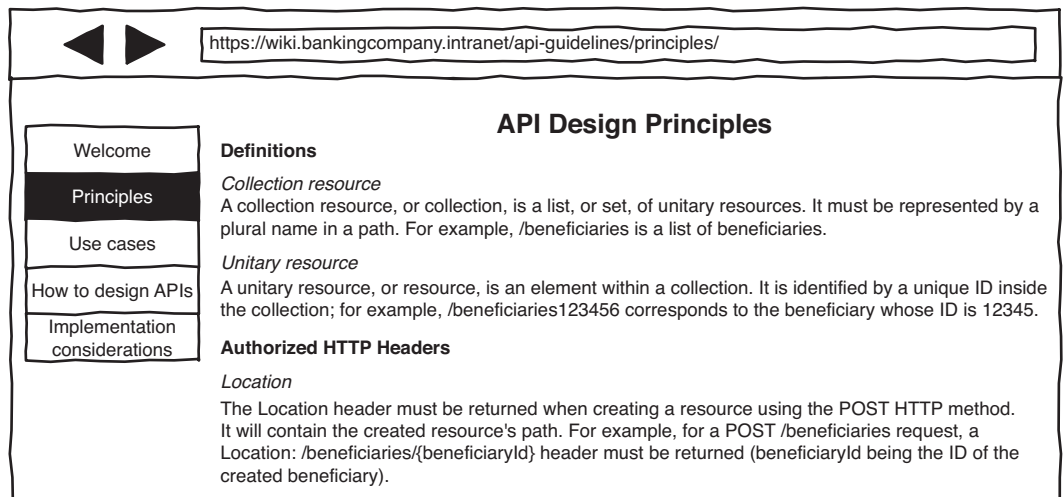 https://wiki.bankingcompany.intranet/api-guidelines/principles/
API Design Principles
Welcome
Principles
Use cases
How to design APIs
Implementation
considerations
Definitions
Collection resource
A collection resource, or collection, is a list, or set, of unitary resources. It must be represented by a
plural name in a path. For example, /beneficiaries is a list of beneficiaries.
Unitary resource
A unitary resource, or resource, is an element within a collection. It is identified by a unique ID inside
the collection; for example, /beneficiaries123456 corresponds to the beneficiary whose ID is 12345.
Authorized HTTP Headers
Location
The Location header must be returned when creating a resource using the POST HTTP method.
It will contain the created resource's path. For example, for a POST /beneficiaries request, a
Location: /beneficiaries/{beneficiaryId} header must be returned (beneficiaryId being the ID of the
created beneficiary).